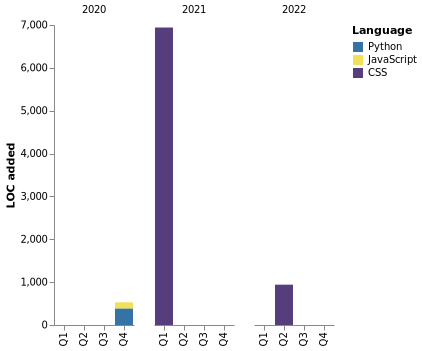 2020 2021 2022
Language
Python
JavaScript
CSS
LOC added
7,000
6,000
5,000
4,000
3,000
2,000
1,000
0
Q1 Q2 Q3 Q4 Q1 Q2 Q3 Q4 Q1 Q2 Q3 Q4